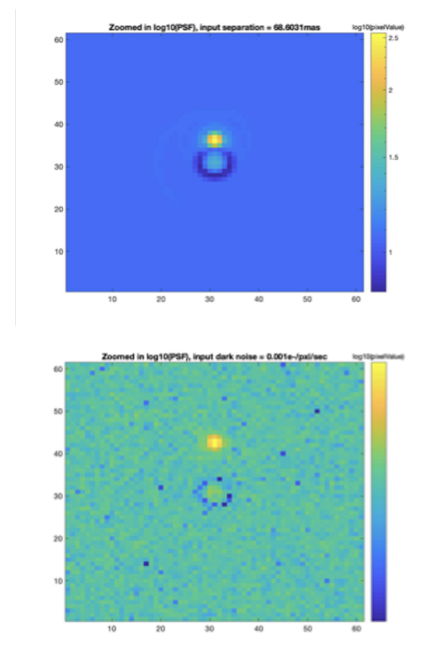 Zoomed in log10(PSF), input separation = 68.6031mas
log10(pixelValue)
60
50
40
30
20
10
10 20 30 40 50 60
2.5
2
1.5
1
Zoomed in log10(PSF), input dark noise = 0.001e-/pxl/sec
log10(pixelValue)
60
50
40
30
20
10
10 20 30 40 50 60